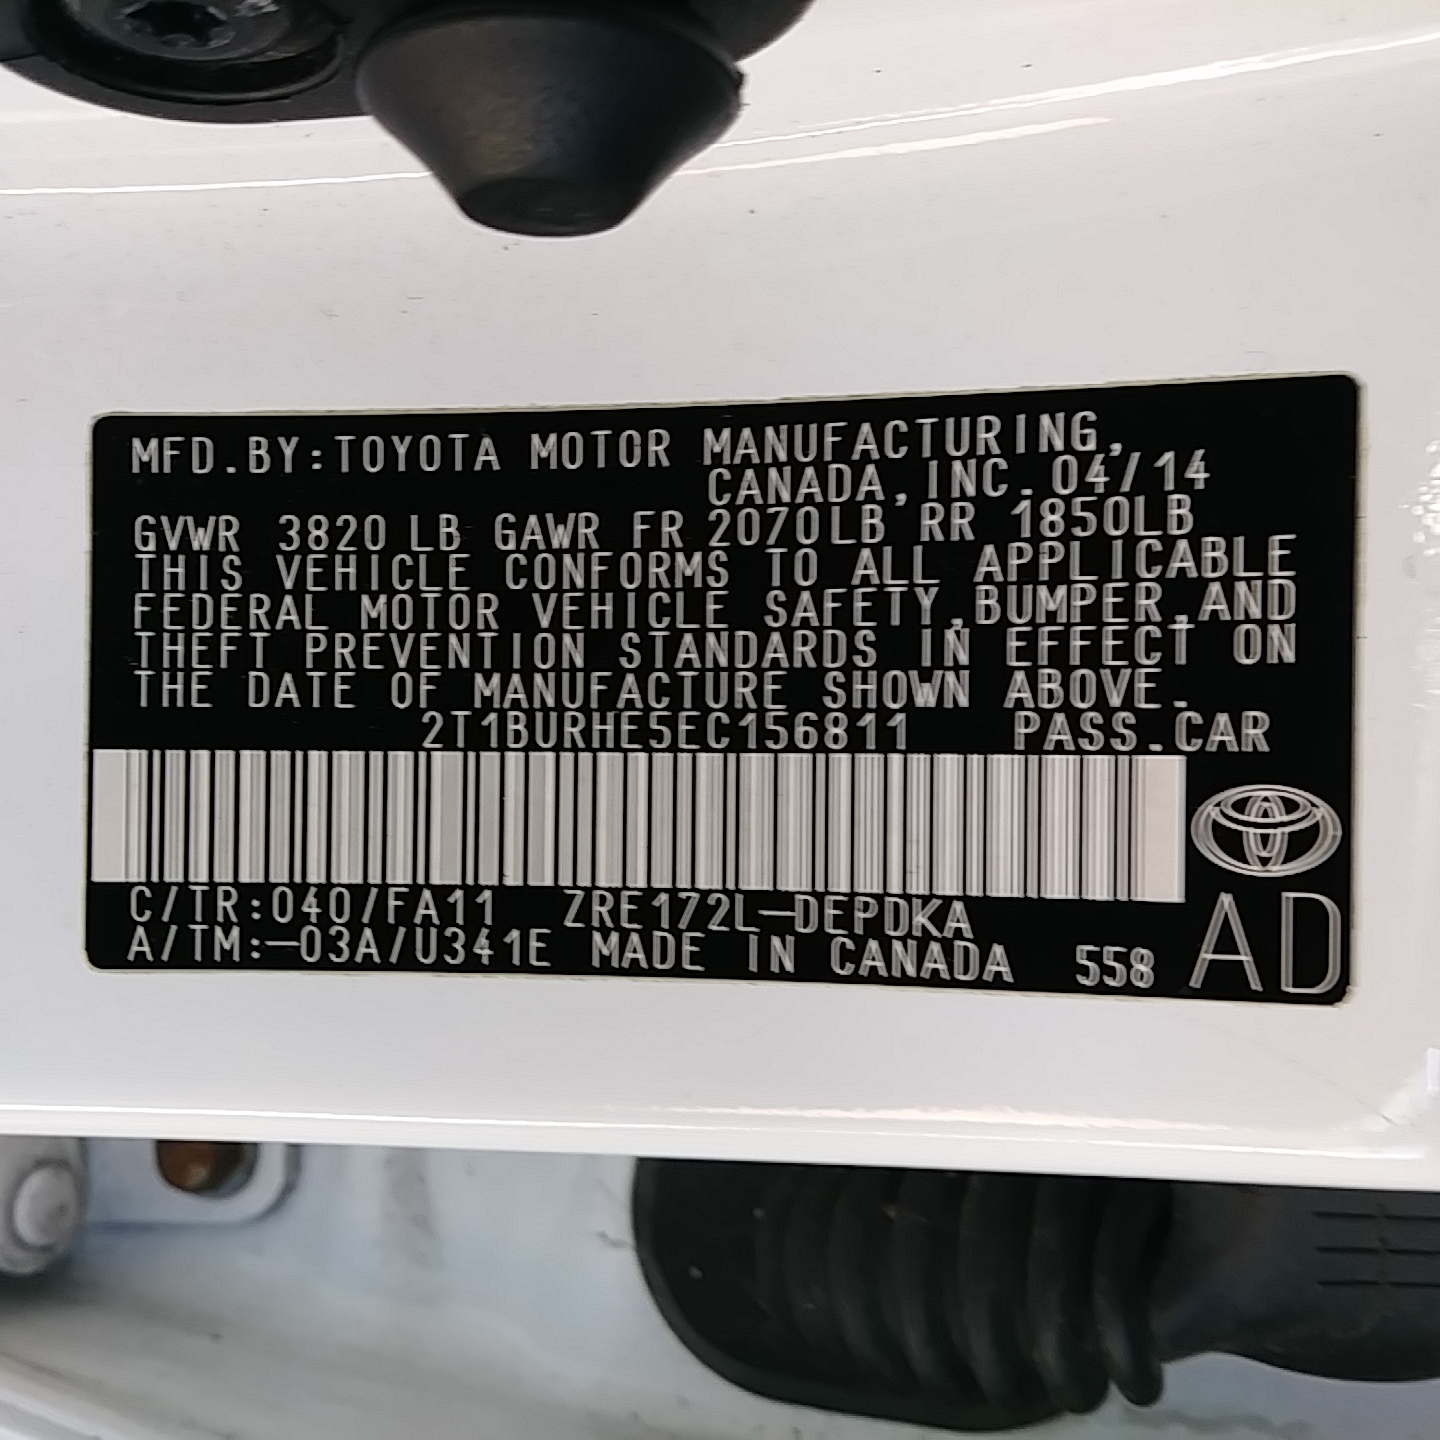 MFD.BY:TOYOTA MOTOR MANUFACTURING,
CANADA,INC.04/14
GVWR 3820LB GAWR FR 2070LB RR 1850LB
THIS VEHICLE CONFORMS TO ALL APPLICABLE
FEDERAL MOTOR VEHICLE SAFETY,BUMPER,AND
THEFT PREVENTION STANDARDS IN EFFECT ON
THE DATE OF MANUFACTURE SHOWN ABOVE.
2T1BURHE5EC156811 PASS.CAR
C/TR:040/FA11 ZRE172L-DEPDKA
A/TM:-03A/U341E MADE IN CANADA 558 AD